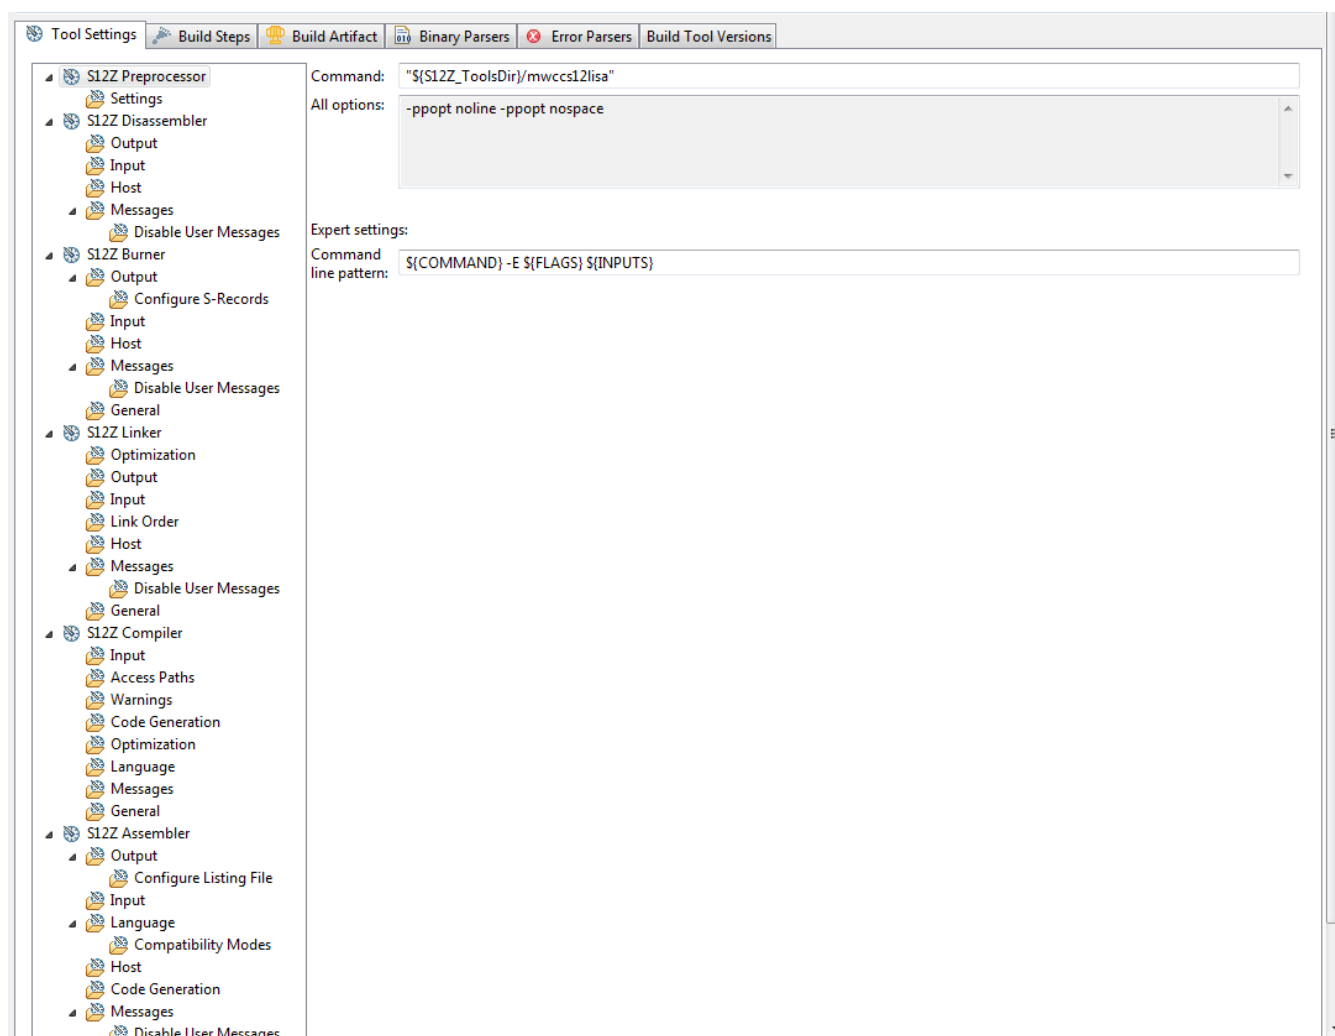 Tool Settings Build Steps Build Artifact Binary Parsers Error Parsers Build Tool Versions
S12Z Preprocessor
Settings
S12Z Disassembler
Output
Input
Host
Messages
Disable User Messages
S12Z Burner
Output
Configure S-Records
Input
Host
Messages
Disable User Messages
General
S12Z Linker
Optimization
Output
Input
Link Order
Host
Messages
Disable User Messages
General
S12Z Compiler
Input
Access Paths
Warnings
Code Generation
Optimization
Language
Messages
General
S12Z Assembler
Output
Configure Listing File
Input
Language
Compatibility Modes
Host
Code Generation
Messages
Disable User Messages
Command: "${S12Z_ToolsDir}/mwccs12lisa"
All options: -ppopt noline -ppopt nospace
Expert settings:
Command
line pattern: ${COMMAND} -E ${FLAGS} ${INPUTS}